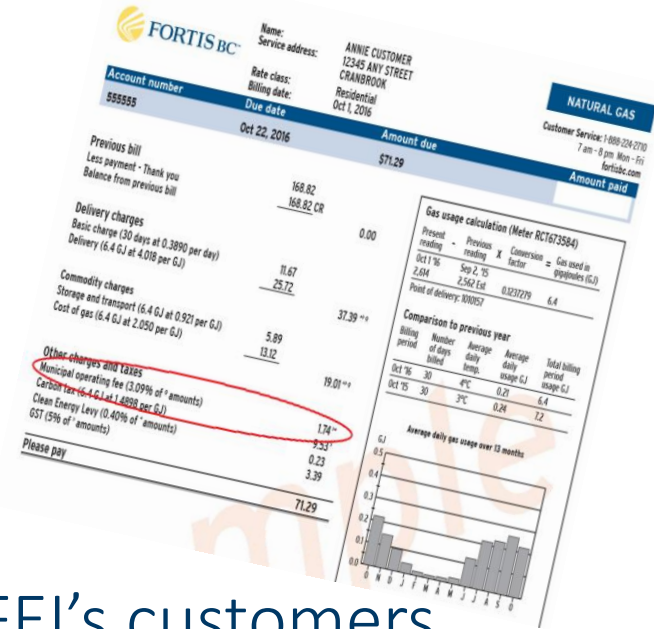 FORTIS BC
Name:
ANNIE CUSTOMER
Service address:
12345 ANY STREET
CRANBROOK
Rate class:
Residential
Billing date:
Oct 1, 2016
NATURAL GAS
Customer Service: 1-888-224-2710
7 am - 8 pm Mon - Fri
fortisbc.com
Account number
Due date
Amount due
Amount paid
555555
Oct 22, 2016
$71.29
Previous bill
168.82
Less payment - Thank you
168.82 CR
Balance from previous bill
0.00
Delivery charges
Basic charge (30 days at 0.3890 per day)
11.67
Delivery (6.4 GJ at 4.018 per GJ)
25.72
37.39
Commodity charges
Storage and transport (6.4 GJ at 0.921 per GJ)
5.89
Cost of gas (6.4 GJ at 2.050 per GJ)
13.12
19.01
Other charges and taxes
Municipal operating fee (3.09% of amounts)
1.74
Carbon tax (6.4 GJ at 1.4898 per GJ)
9.53
Clean Energy Levy (0.40% of amounts)
0.23
GST (5% of amounts)
3.39
Please pay
71.29
Gas usage calculation (Meter RCT673584)
Present reading - Previous reading X Conversion factor = Gas used in gigajoules (GJ)
Oct 1 '16
Sep 2, '15
2,614
2,562 Est
0.1237279
6.4
Point of delivery: 1010157
Comparison to previous year
Billing period
Number of days billed
Average daily temp.
Average daily usage GJ
Total billing period usage GJ
Oct '16 30 4°C 0.21 6.4
Oct '15 30 3°C 0.24 7.2
Average daily gas usage over 13 months
GJ
0.5
0.4
0.3
0.2
0.1
0.0
O N D J F M A M J J A S O
mple
FEI's customers